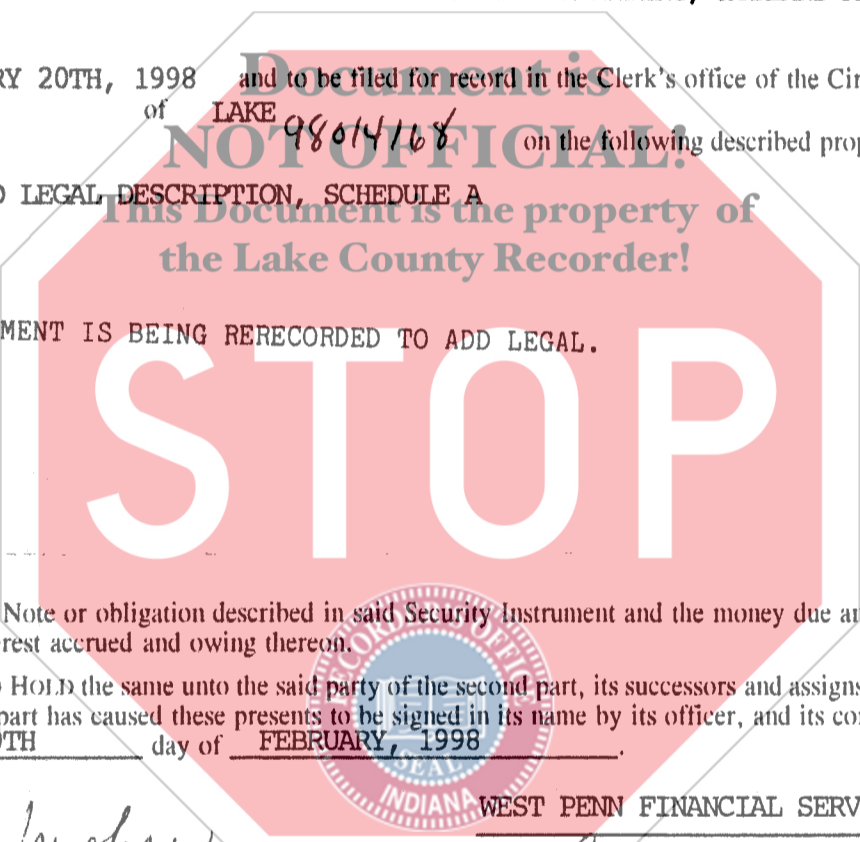 RY 20TH, 1998 and to be filed for record in the Clerk's office of the Cir
of LAKE 98014168 on the following described prop
LEGAL DESCRIPTION, SCHEDULE A
Document is
NOT OFFICIAL!
This Document is the property of
the Lake County Recorder!
MENT IS BEING RERECORDED TO ADD LEGAL.
STOP
Note or obligation described in said Security Instrument and the money due an
rest accrued and owing thereon.
HOLD the same unto the said party of the second part, its successors and assigns
part has caused these presents to be signed in its name by its officer, and its co
TH day of FEBRUARY, 1998.
RECORDER'S OFFICE
SEAL
INDIANA
WEST PENN FINANCIAL SERV